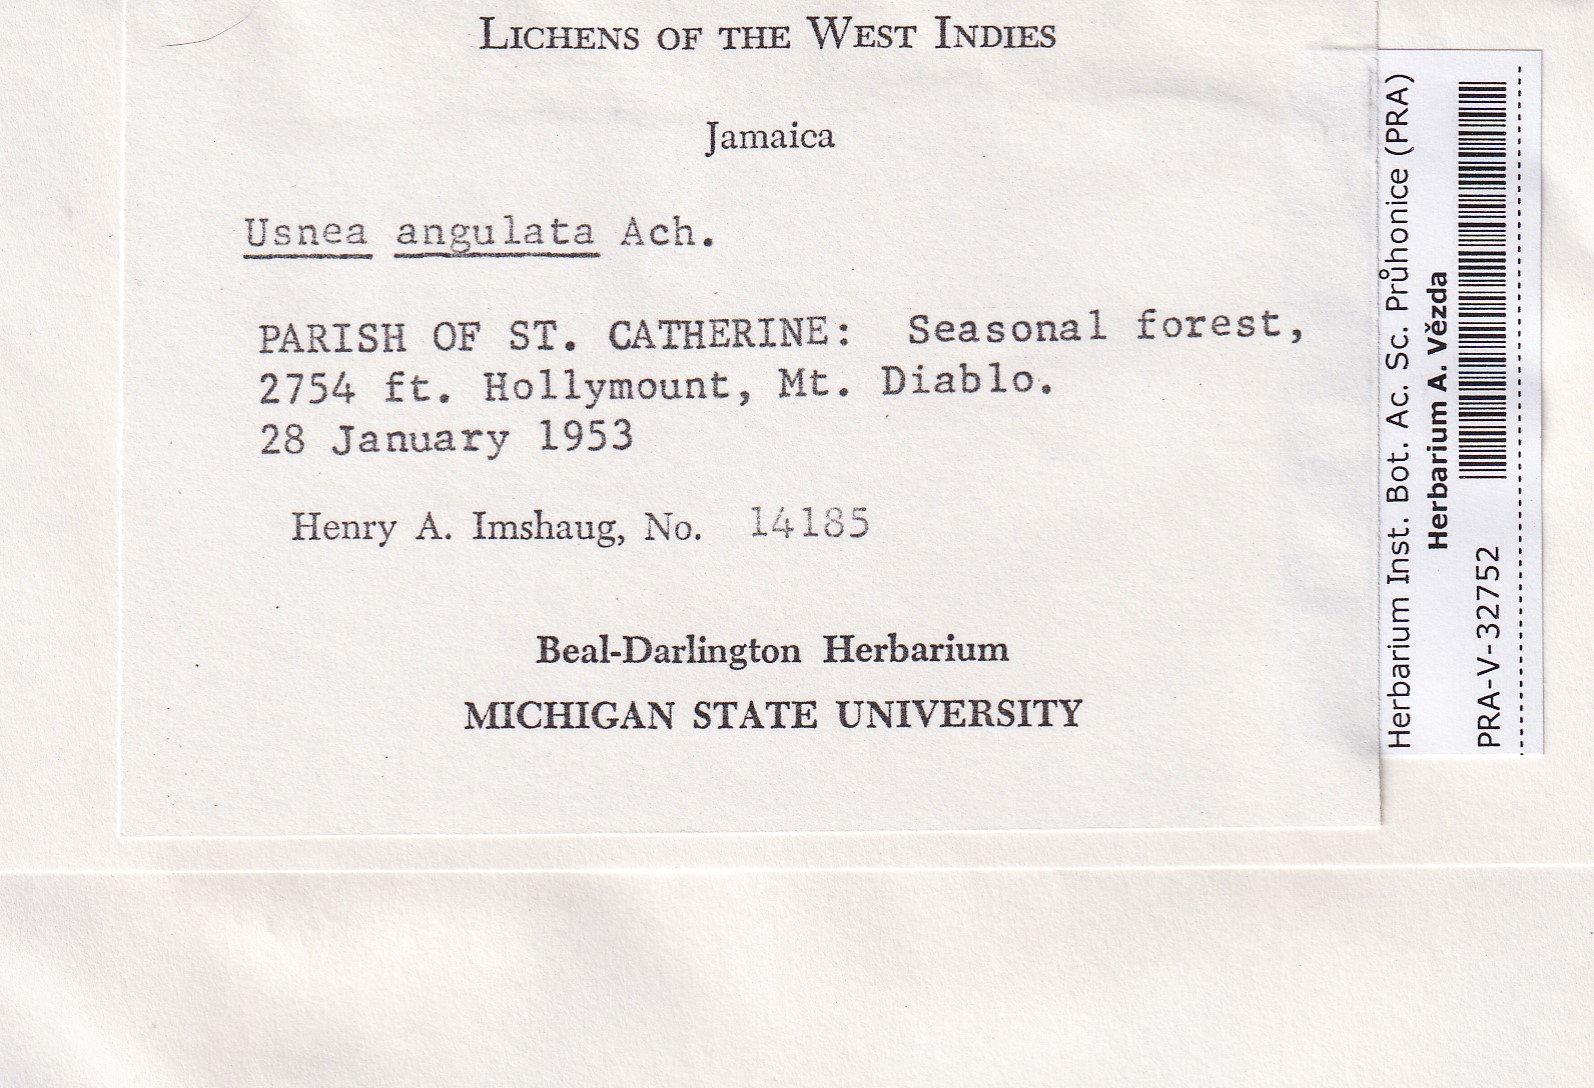 LICHENS OF THE WEST INDIES
Jamaica
Usnea angulata Ach.
PARISH OF ST. CATHERINE: Seasonal forest,
2754 ft. Hollymount, Mt. Diablo.
28 January 1953
Henry A. Imshaug, No. 14185
Beal-Darlington Herbarium
MICHIGAN STATE UNIVERSITY
Herbarium Inst. Bot. Ac. Sc. Průhonice (PRA)
Herbarium A. Vězda
PRA-V-32752